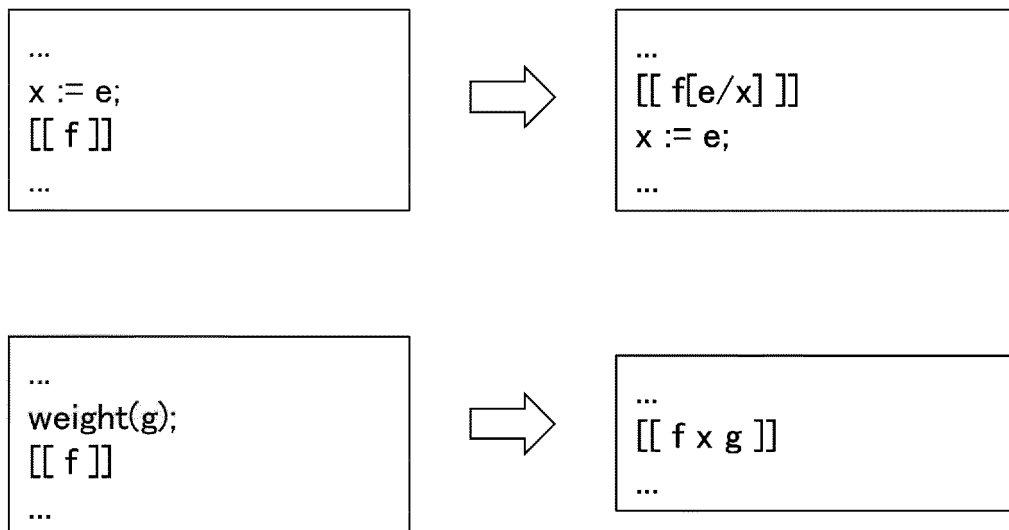 ...
x := e;
[[ f ]]
...
...
[[ f[e/x] ]]
x := e;
...
...
weight(g);
[[ f ]]
...
...
[[ f x g ]]
...